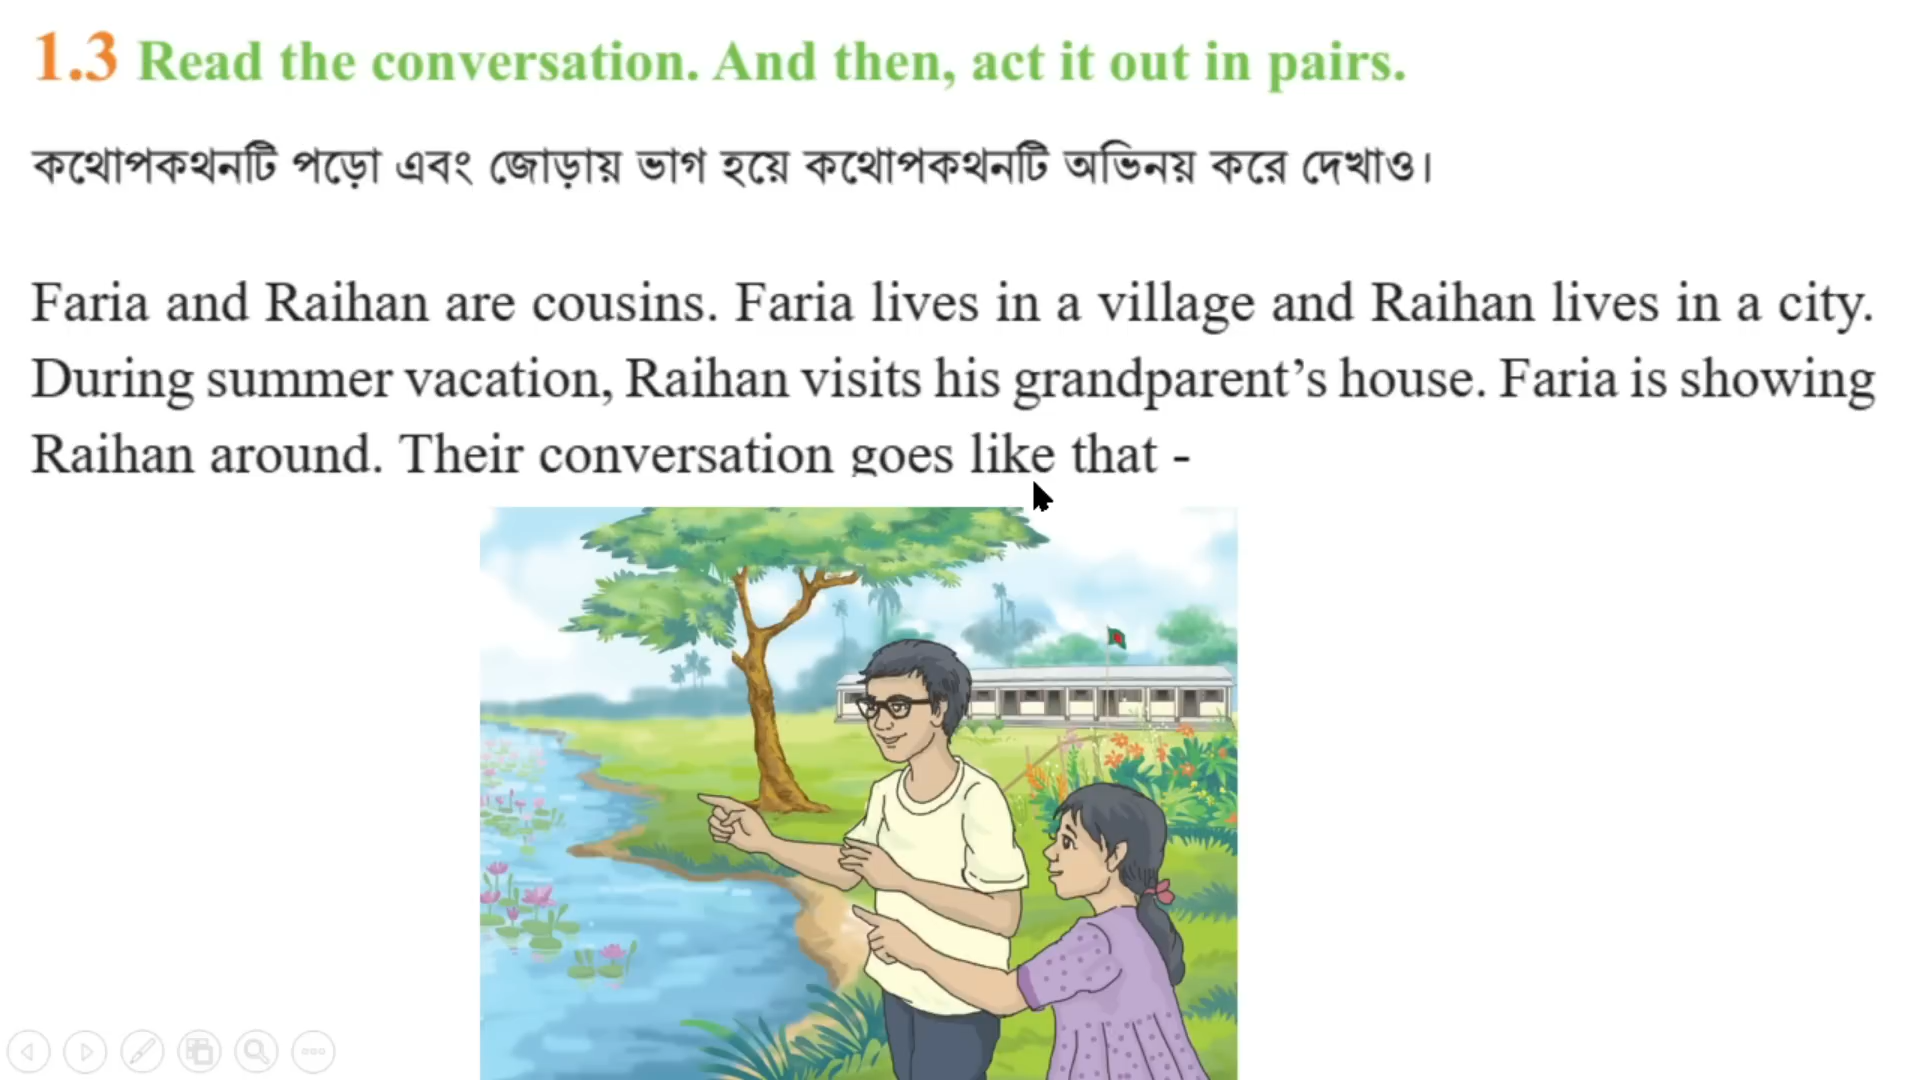 1.3 Read the conversation. And then, act it out in pairs.
কথোপকথনটি পড়ো এবং জোড়ায় ভাগ হয়ে কথোপকথনটি অভিনয় করে দেখাও।
Faria and Raihan are cousins. Faria lives in a village and Raihan lives in a city.
During summer vacation, Raihan visits his grandparent’s house. Faria is showing
Raihan around. Their conversation goes like that -